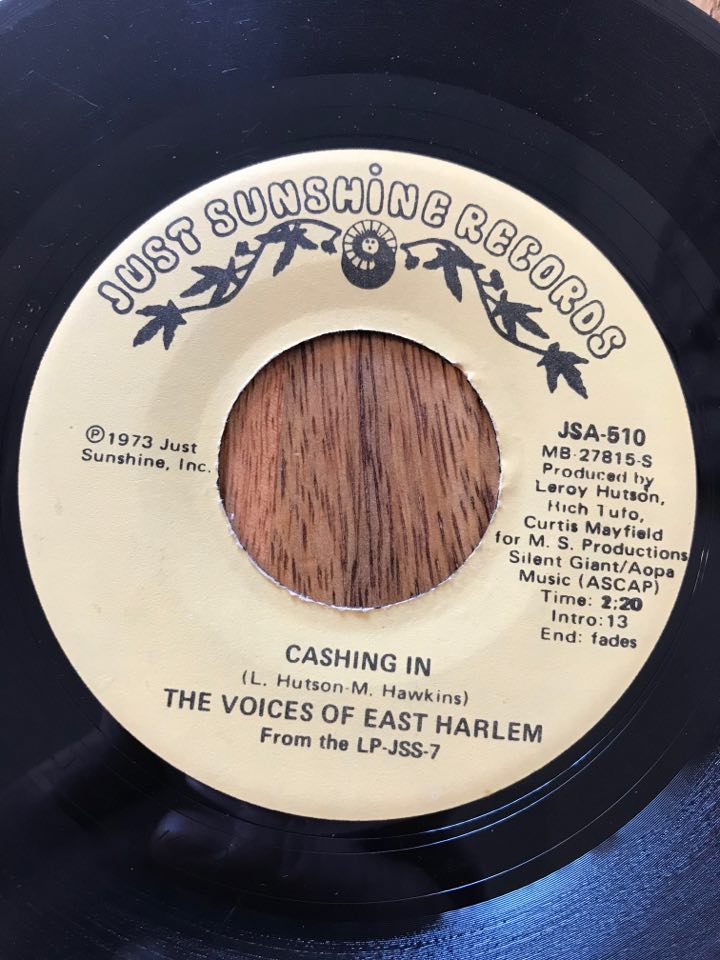 JUST SUNSHiNE RECORDS
℗1973 Just
Sunshine, Inc.
JSA-510
MB-27815-S
Produced by
Leroy Hutson,
Rich Tufo,
Curtis Mayfield
for M. S. Productions
Silent Giant/Aopa
Music (ASCAP)
Time: 2:20
Intro:13
End: fades
CASHING IN
(L. Hutson-M. Hawkins)
THE VOICES OF EAST HARLEM
From the LP-JSS-7